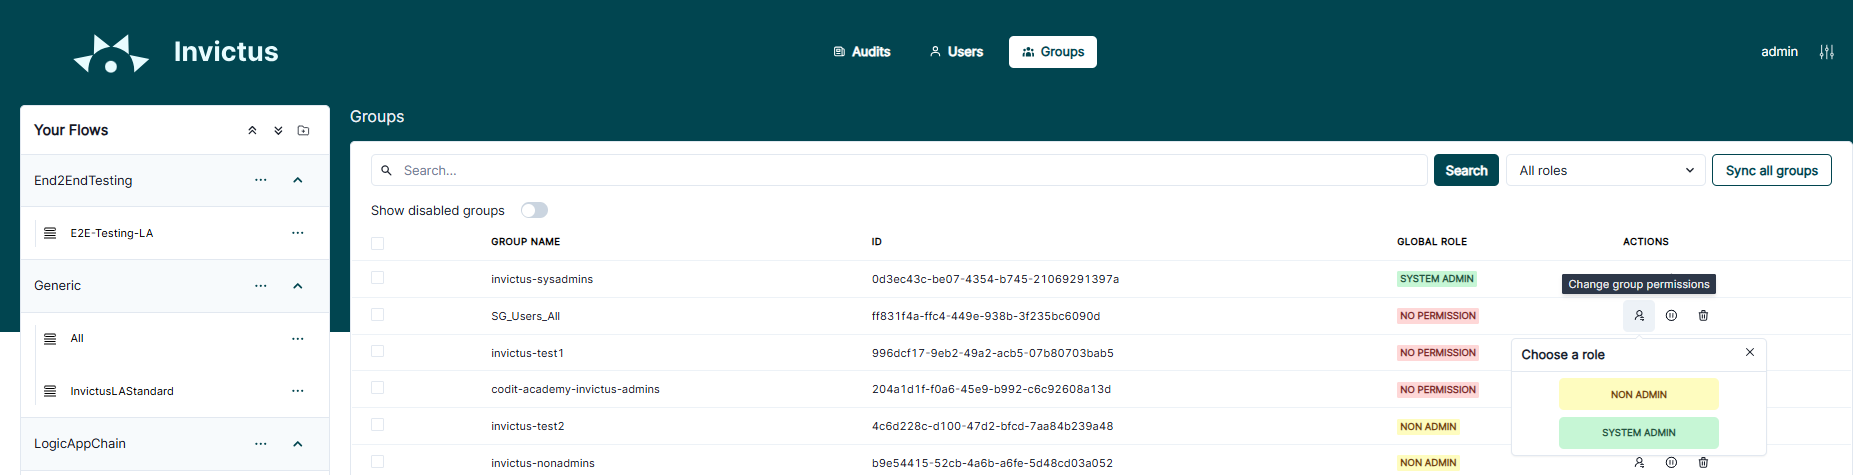 Invictus
Audits
Users
Groups
admin
Your Flows
End2EndTesting
E2E-Testing-LA
Generic
All
InvictusLAStandard
LogicAppChain
Groups
Search...
Search
All roles
Sync all groups
Show disabled groups
GROUP NAME ID GLOBAL ROLE ACTIONS
invictus-sysadmins 0d3ec43c-be07-4354-b745-21069291397a SYSTEM ADMIN
Change group permissions
SG_Users_All ff831f4a-ffc4-449e-938b-3f235bc6090d NO PERMISSION
invictus-test1 996dcf17-9eb2-49a2-acb5-07b80703bab5 NO PERMISSION
codit-academy-invictus-admins 204a1d1f-f0a6-45e9-b992-c6c92608a13d NO PERMISSION
invictus-test2 4c6d228c-d100-47d2-bfcd-7aa84b239a48 NON ADMIN
invictus-nonadmins b9e54415-52cb-4a6b-a6fe-5d48cd03a052 NON ADMIN
Choose a role
NON ADMIN
SYSTEM ADMIN